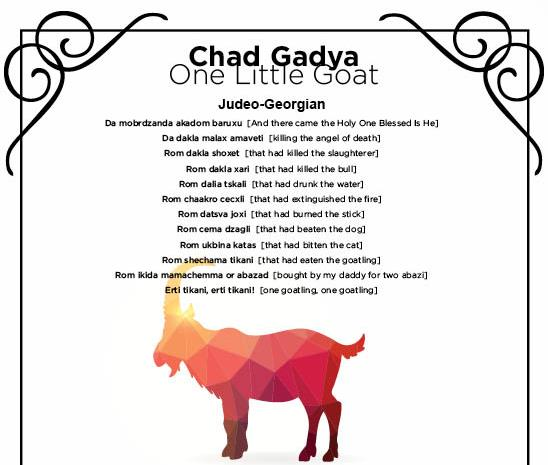 Chad Gadya
One Little Goat
Judeo-Georgian
Da mobrdzanda akadom baruxu [And there came the Holy One Blessed Is He]
Da dakla malax amaveti [killing the angel of death]
Rom dakla shoxet [that had killed the slaughterer]
Rom dakla xari [that had killed the bull]
Rom dalia tskali [that had drunk the water]
Rom chaakro cecxli [that had extinguished the fire]
Rom datsva joxi [that had burned the stick]
Rom cema dzagli [that had beaten the dog]
Rom ukbina katas [that had bitten the cat]
Rom shechama tikani [that had eaten the goatling]
Rom ikida mamachemma or abazad [bought by my daddy for two abazi]
Erti tikani, erti tikani! [one goatling, one goatling]